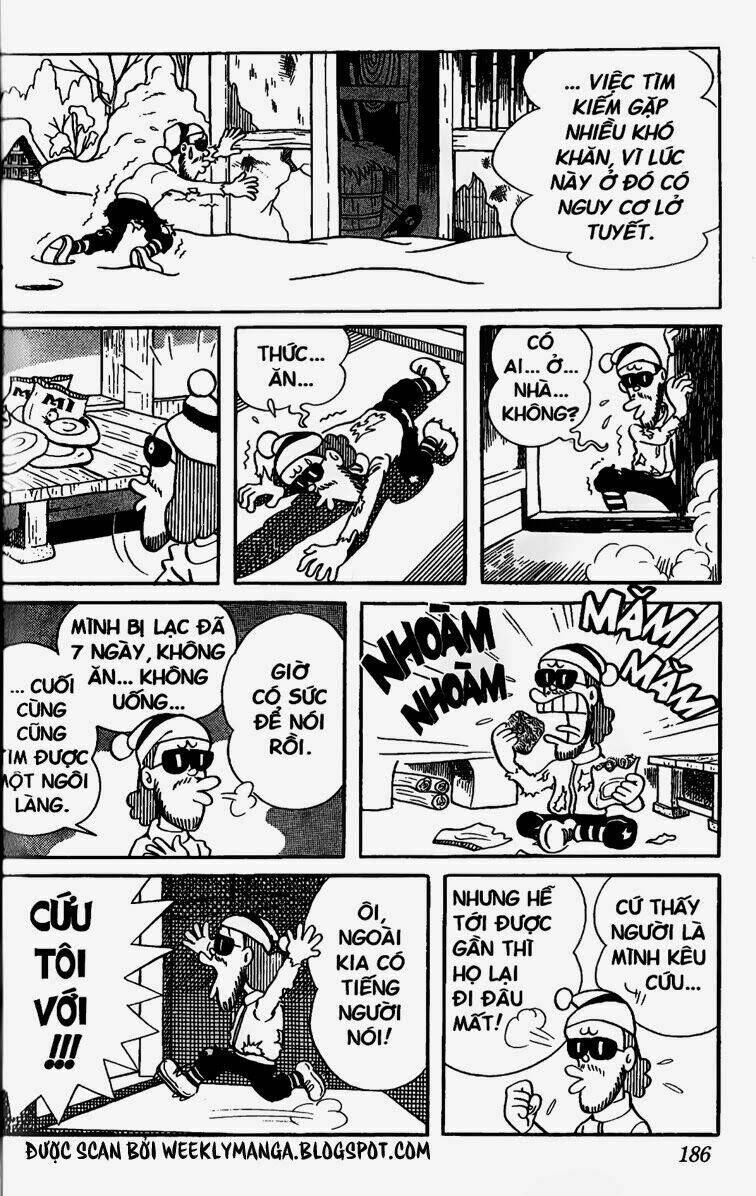 ... VIỆC TÌM
KIẾM GẶP
NHIỀU KHÓ
KHĂN, VÌ LÚC
NÀY Ở ĐÓ CÓ
NGUY CƠ LỞ
TUYẾT.
CÓ
AI... Ở...
NHÀ...
KHÔNG?
THỨC...
ĂN...
MÌ
MĂM
MĂM
NHOÀM
NHOÀM
GIỜ
CÓ SỨC
ĐỂ NÓI
RỒI.
MÌNH BỊ LẠC ĐÃ
7 NGÀY, KHÔNG
ĂN... KHÔNG
UỐNG...
... CUỐI
CÙNG
CŨNG
TÌM ĐƯỢC
MỘT NGÔI
LÀNG.
CỨ THẤY
NGƯỜI LÀ
MÌNH KÊU
CỨU...
NHƯNG HỄ
TỚI ĐƯỢC
GẦN THÌ
HỌ LẠI
ĐI ĐÂU
MẤT!
ÔI,
NGOÀI
KIA CÓ
TIẾNG
NGƯỜI
NÓI!
CỨU
TÔI
VỚI
!!!
ĐƯỢC SCAN BỞI WEEKLYMANGA.BLOGSPOT.COM
186